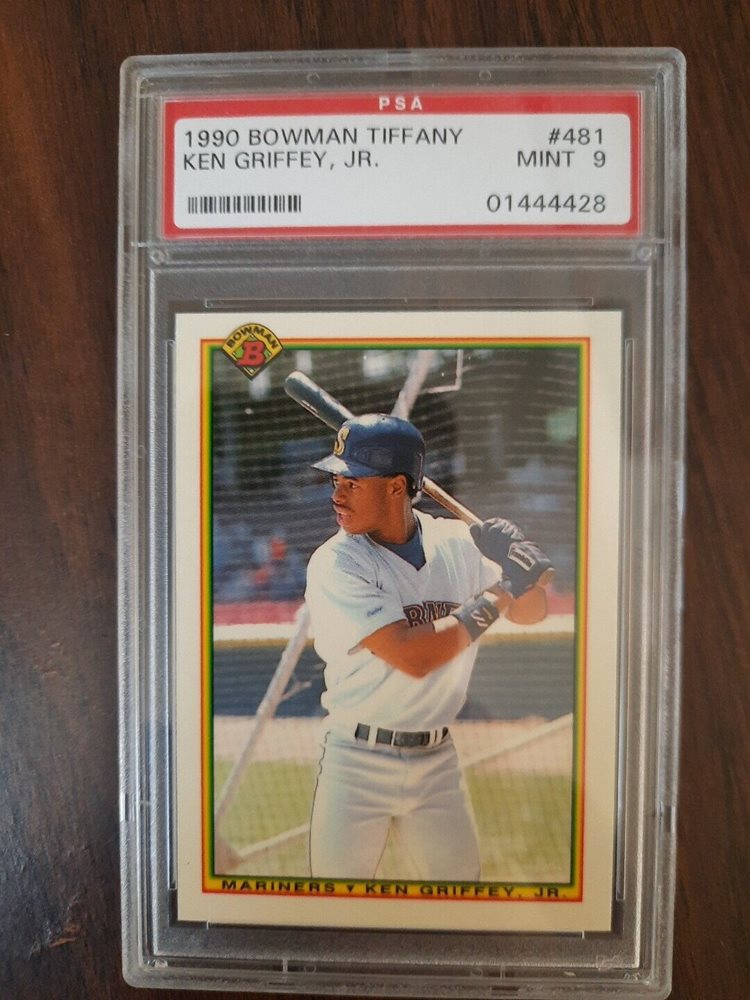 PSA
1990 BOWMAN TIFFANY #481
KEN GRIFFEY, JR. MINT 9
01444428
BOWMAN
B
S
MARINERS ▼ KEN GRIFFEY, JR.